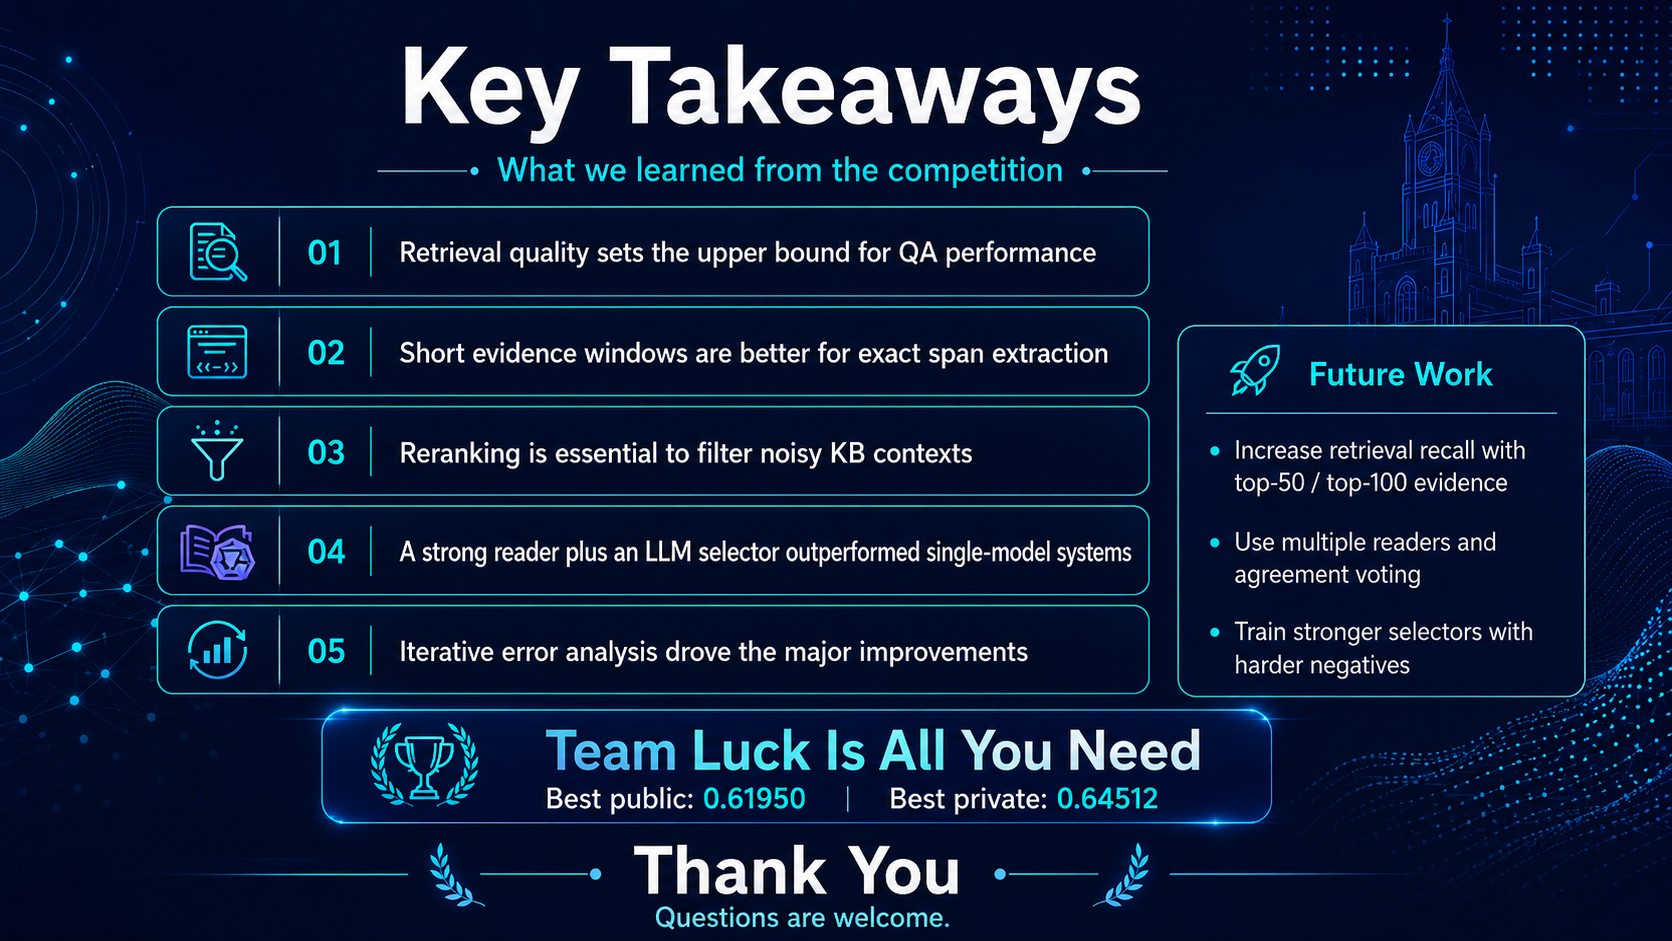 Key Takeaways
What we learned from the competition
01 Retrieval quality sets the upper bound for QA performance
02 Short evidence windows are better for exact span extraction
03 Reranking is essential to filter noisy KB contexts
04 A strong reader plus an LLM selector outperformed single-model systems
05 Iterative error analysis drove the major improvements
Future Work
• Increase retrieval recall with
top-50 / top-100 evidence
• Use multiple readers and
agreement voting
• Train stronger selectors with
harder negatives
Team Luck Is All You Need
Best public: 0.61950 | Best private: 0.64512
Thank You
Questions are welcome.